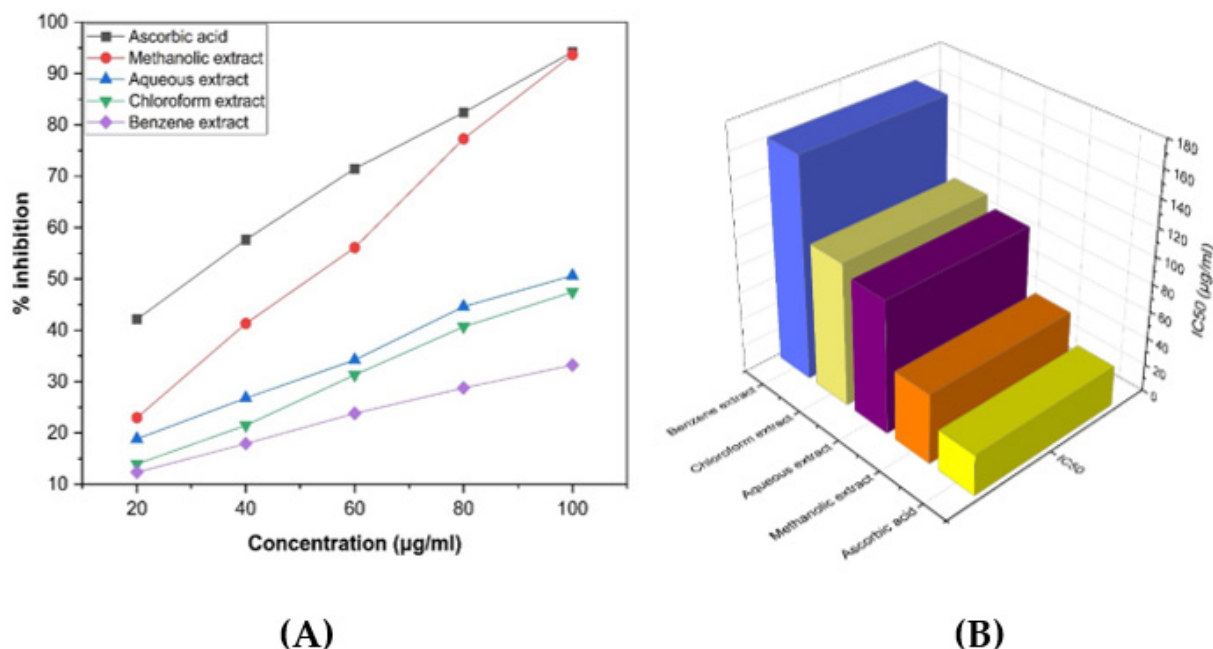 100
90
80
70
60
50
40
30
20
10
% inhibition
Ascorbic acid
Methanolic extract
Aqueous extract
Chloroform extract
Benzene extract
20 40 60 80 100
Concentration (µg/ml)
(A)
180
160
140
120
100
80
60
40
20
0
IC50 (µg/ml)
Benzene extract
Chloroform extract
Aqueous extract
Methanolic extract
Ascorbic acid
IC50
(B)